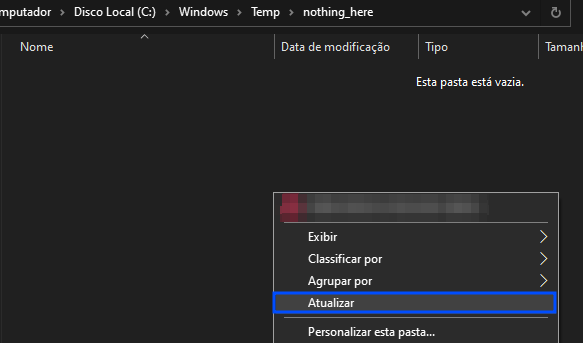 mputador > Disco Local (C:) > Windows > Temp > nothing_here
Nome Data de modificação Tipo Tamanh
Esta pasta está vazia.
Exibir
Classificar por
Agrupar por
Atualizar
Personalizar esta pasta...